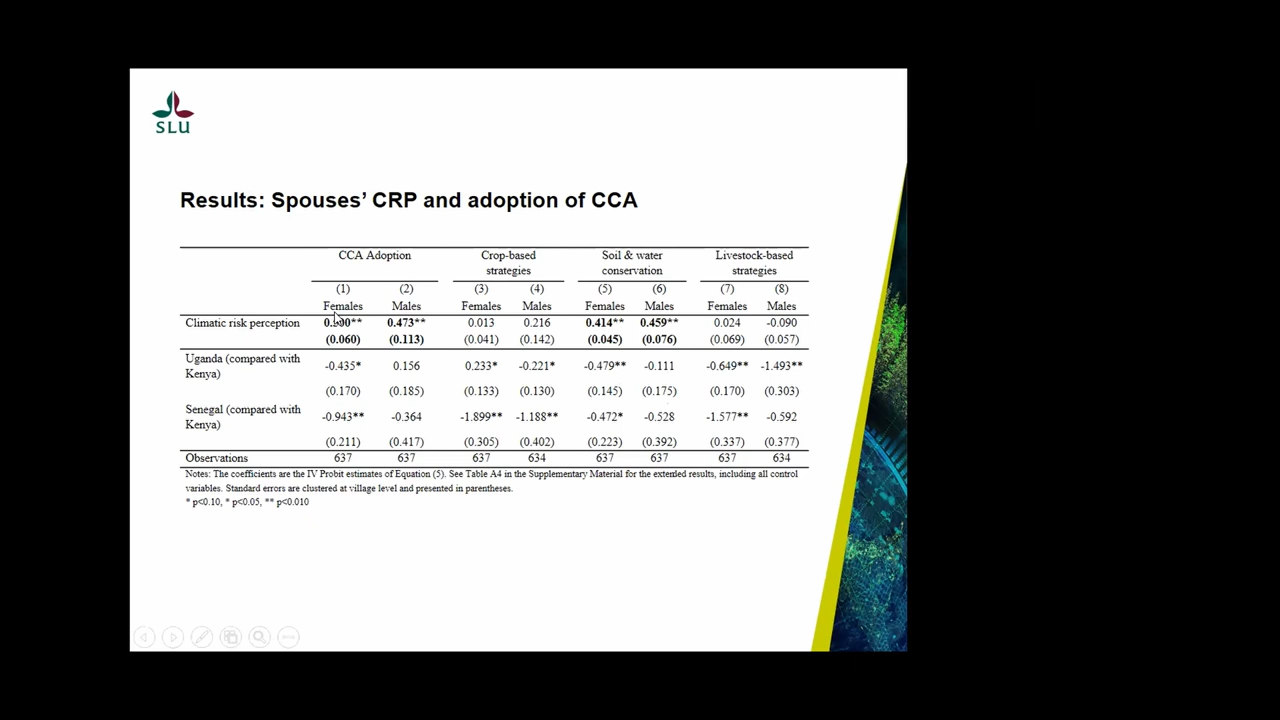 SLU
Results: Spouses’ CRP and adoption of CCA
CCA Adoption Crop-based strategies Soil & water conservation Livestock-based strategies
(1) (2) (3) (4) (5) (6) (7) (8)
Females Males Females Males Females Males Females Males
Climatic risk perception 0.473** 0.013 0.216 0.414** 0.459** 0.024 -0.090
(0.060) (0.113) (0.041) (0.142) (0.045) (0.076) (0.069) (0.057)
Uganda (compared with Kenya) -0.435* 0.156 0.233* -0.221* -0.479** -0.111 -0.649** -1.493**
(0.170) (0.185) (0.133) (0.130) (0.145) (0.175) (0.170) (0.303)
Senegal (compared with Kenya) -0.943** -0.364 -1.899** -1.188** -0.472* -0.528 -1.577** -0.592
(0.211) (0.417) (0.305) (0.402) (0.223) (0.392) (0.337) (0.377)
Observations 637 637 637 634 637 637 637 634
Notes: The coefficients are the IV Probit estimates of Equation (5). See Table A4 in the Supplementary Material for the extended results, including all control
variables. Standard errors are clustered at village level and presented in parentheses.
* p<0.10, * p<0.05, ** p<0.010